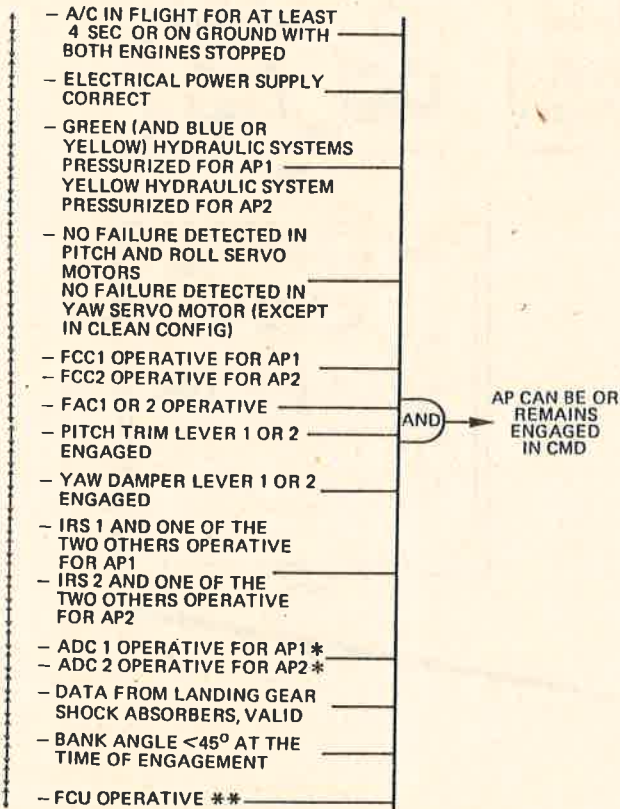 – A/C IN FLIGHT FOR AT LEAST
4 SEC OR ON GROUND WITH
BOTH ENGINES STOPPED
– ELECTRICAL POWER SUPPLY
CORRECT
– GREEN (AND BLUE OR
YELLOW) HYDRAULIC SYSTEMS
PRESSURIZED FOR AP1
YELLOW HYDRAULIC SYSTEM
PRESSURIZED FOR AP2
– NO FAILURE DETECTED IN
PITCH AND ROLL SERVO
MOTORS
NO FAILURE DETECTED IN
YAW SERVO MOTOR (EXCEPT
IN CLEAN CONFIG)
– FCC1 OPERATIVE FOR AP1
– FCC2 OPERATIVE FOR AP2
– FAC1 OR 2 OPERATIVE
– PITCH TRIM LEVER 1 OR 2
ENGAGED
– YAW DAMPER LEVER 1 OR 2
ENGAGED
– IRS 1 AND ONE OF THE
TWO OTHERS OPERATIVE
FOR AP1
– IRS 2 AND ONE OF THE
TWO OTHERS OPERATIVE
FOR AP2
– ADC 1 OPERATIVE FOR AP1*
– ADC 2 OPERATIVE FOR AP2*
– DATA FROM LANDING GEAR
SHOCK ABSORBERS, VALID
– BANK ANGLE <45º AT THE
TIME OF ENGAGEMENT
– FCU OPERATIVE **
AND
AP CAN BE OR
REMAINS
ENGAGED
IN CMD